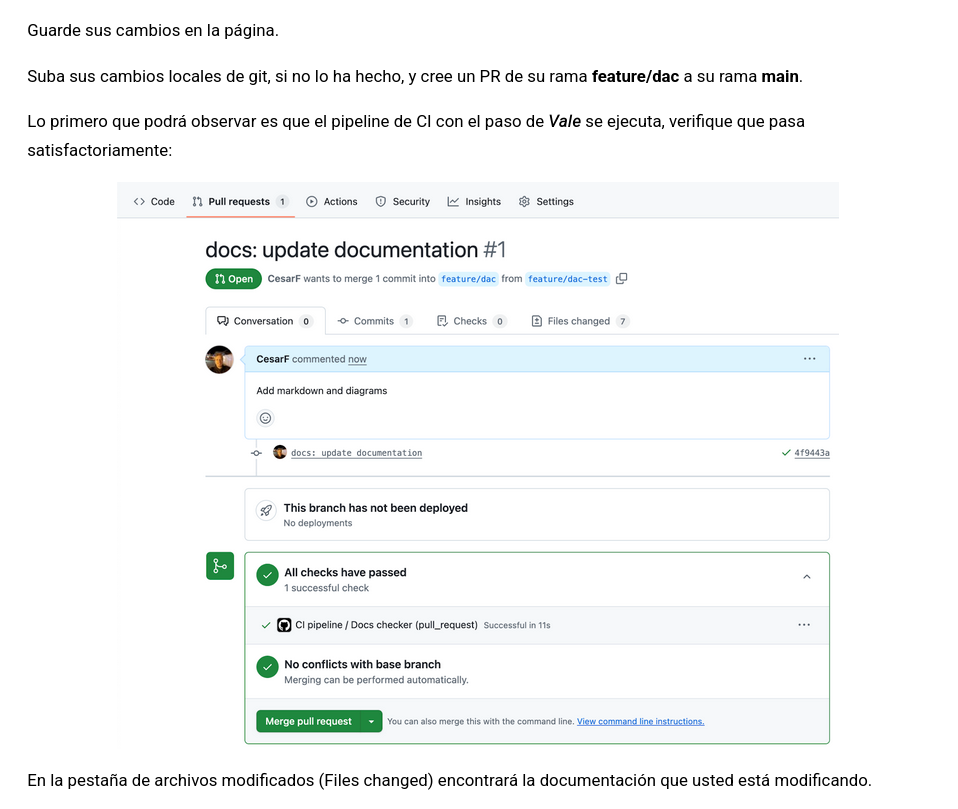 Guarde sus cambios en la página.
Suba sus cambios locales de git, si no lo ha hecho, y cree un PR de su rama feature/dac a su rama main.
Lo primero que podrá observar es que el pipeline de CI con el paso de Vale se ejecuta, verifique que pasa
satisfactoriamente:
Code Pull requests 1 Actions Security Insights Settings
docs: update documentation #1
Open CesarF wants to merge 1 commit into feature/dac from feature/dac-test
Conversation 0 Commits 1 Checks 0 Files changed 7
CesarF commented now
Add markdown and diagrams
docs: update documentation 4f9443a
This branch has not been deployed
No deployments
All checks have passed
1 successful check
CI pipeline / Docs checker (pull_request) Successful in 11s
No conflicts with base branch
Merging can be performed automatically.
Merge pull request You can also merge this with the command line. View command line instructions.
En la pestaña de archivos modificados (Files changed) encontrará la documentación que usted está modificando.